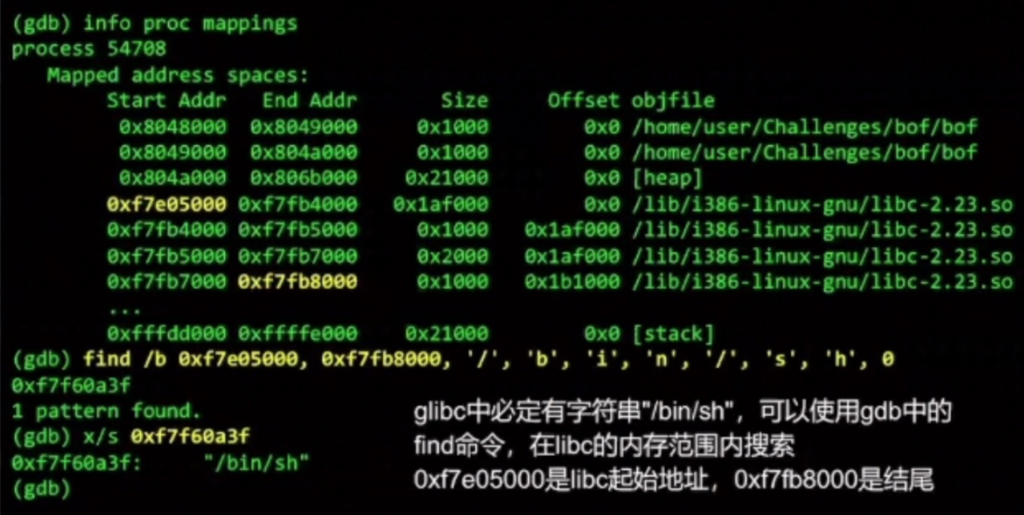 (gdb) info proc mappings
process 54708
Mapped address spaces:
Start Addr End Addr Size Offset objfile
0x8048000 0x8049000 0x1000 0x0 /home/user/Challenges/bof/bof
0x8049000 0x804a000 0x1000 0x0 /home/user/Challenges/bof/bof
0x804a000 0x806b000 0x21000 0x0 [heap]
0xf7e05000 0xf7fb4000 0x1af000 0x0 /lib/i386-linux-gnu/libc-2.23.so
0xf7fb4000 0xf7fb5000 0x1000 0x1af000 /lib/i386-linux-gnu/libc-2.23.so
0xf7fb5000 0xf7fb7000 0x2000 0x1af000 /lib/i386-linux-gnu/libc-2.23.so
0xf7fb7000 0xf7fb8000 0x1000 0x1b1000 /lib/i386-linux-gnu/libc-2.23.so
...
0xfffdd000 0xffffe000 0x21000 0x0 [stack]
(gdb) find /b 0xf7e05000, 0xf7fb8000, '/', 'b', 'i', 'n', '/', 's', 'h', 0
0xf7f60a3f
1 pattern found.
(gdb) x/s 0xf7f60a3f
0xf7f60a3f: "/bin/sh"
(gdb)
glibc中必定有字符串"/bin/sh"，可以使用gdb中的
find命令，在libc的内存范围内搜索
0xf7e05000是libc起始地址，0xf7fb8000是结尾